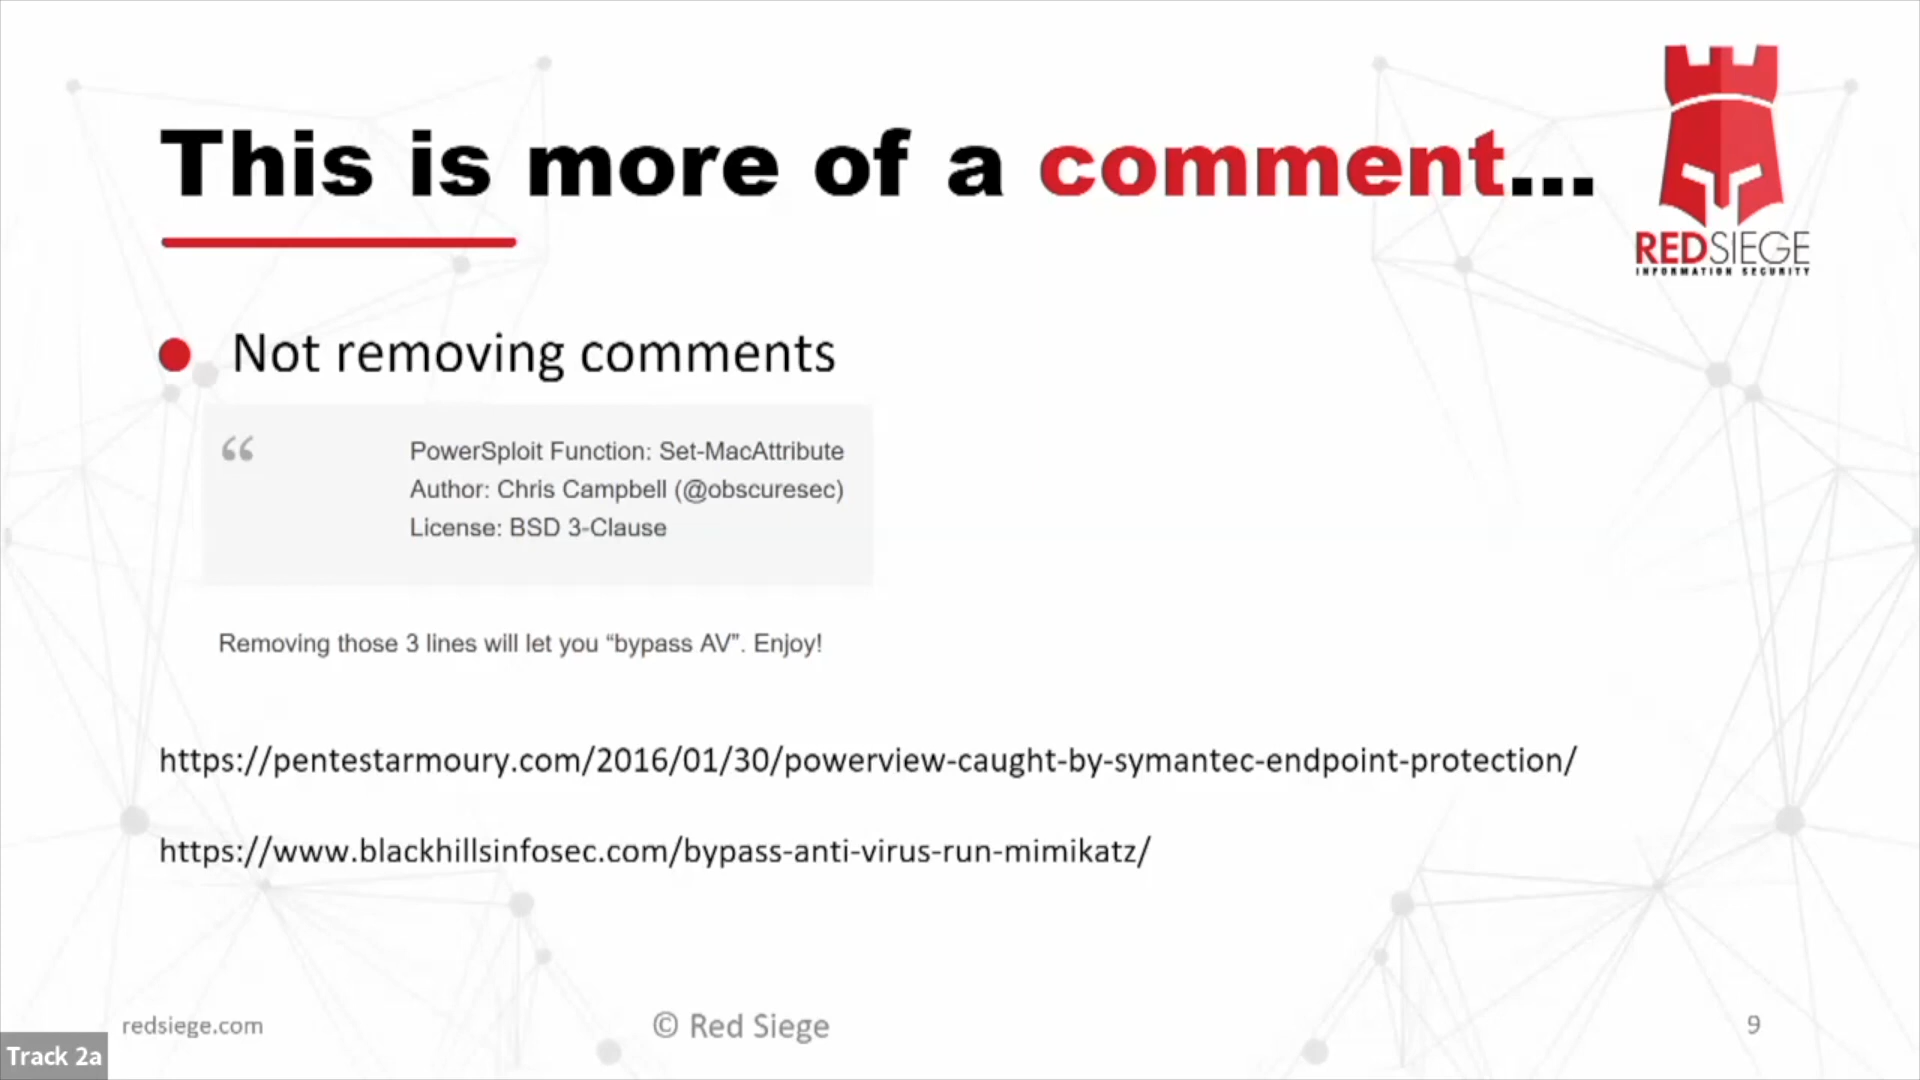 This is more of a comment...
REDSIEGE
INFORMATION SECURITY
Not removing comments
“
PowerSploit Function: Set-MacAttribute
Author: Chris Campbell (@obscuresec)
License: BSD 3-Clause
Removing those 3 lines will let you “bypass AV”. Enjoy!
https://pentestarmoury.com/2016/01/30/powerview-caught-by-symantec-endpoint-protection/
https://www.blackhillsinfosec.com/bypass-anti-virus-run-mimikatz/
redsiege.com
© Red Siege
9
Track 2a